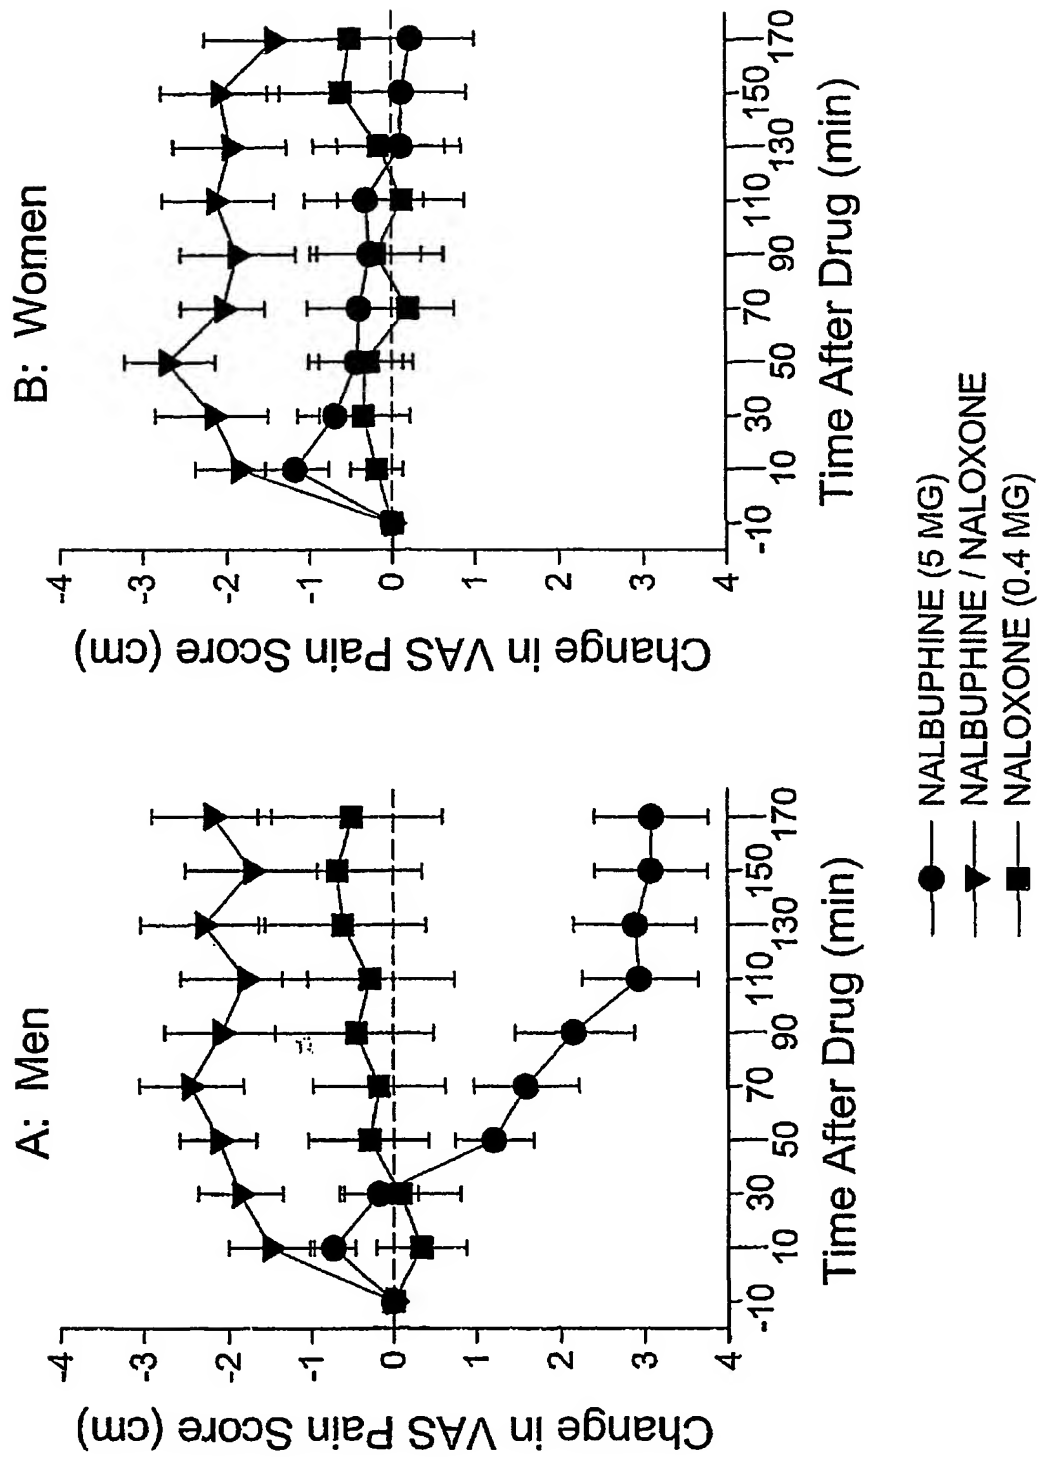 A: Men
Change in VAS Pain Score (cm)
-4
-3
-2
-1
0
1
2
3
4
-10 10 30 50 70 90 110 130 150 170
Time After Drug (min)
B: Women
Change in VAS Pain Score (cm)
-4
-3
-2
-1
0
1
2
3
4
-10 10 30 50 70 90 110 130 150 170
Time After Drug (min)
NALBUPHINE (5 MG)
NALBUPHINE / NALOXONE
NALOXONE (0.4 MG)